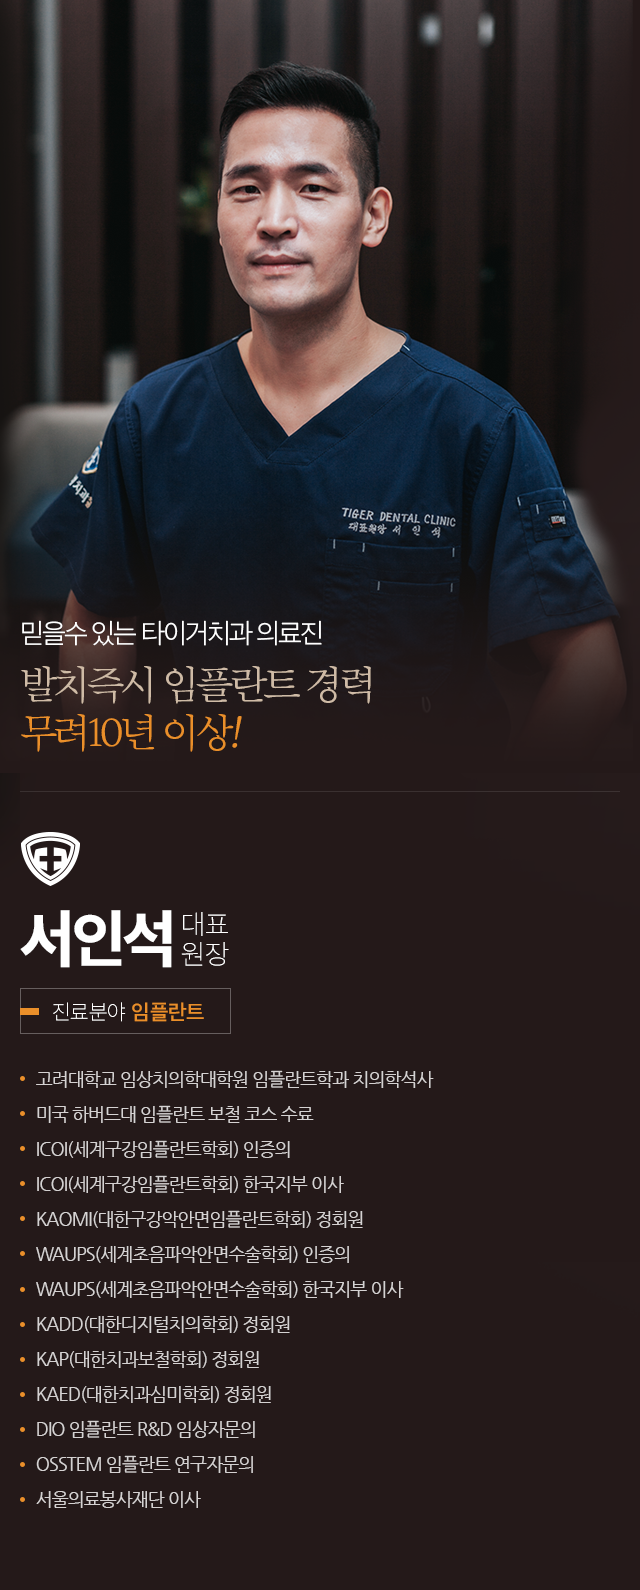 치과
TIGER DENTAL CLINIC
대표원장 서 인 석
믿을수 있는 타이거치과 의료진
발치즉시 임플란트 경력
무려10년 이상!
서인석 대표
원장
진료분야 임플란트
고려대학교 임상치의학대학원 임플란트학과 치의학석사
미국 하버드대 임플란트 보철 코스 수료
ICOI(세계구강임플란트학회) 인증의
ICOI(세계구강임플란트학회) 한국지부 이사
KAOMI(대한구강악안면임플란트학회) 정회원
WAUPS(세계초음파악안면수술학회) 인증의
WAUPS(세계초음파악안면수술학회) 한국지부 이사
KADD(대한디지털치의학회) 정회원
KAP(대한치과보철학회) 정회원
KAED(대한치과심미학회) 정회원
DIO 임플란트 R&D 임상자문의
OSSTEM 임플란트 연구자문의
서울의료봉사재단 이사